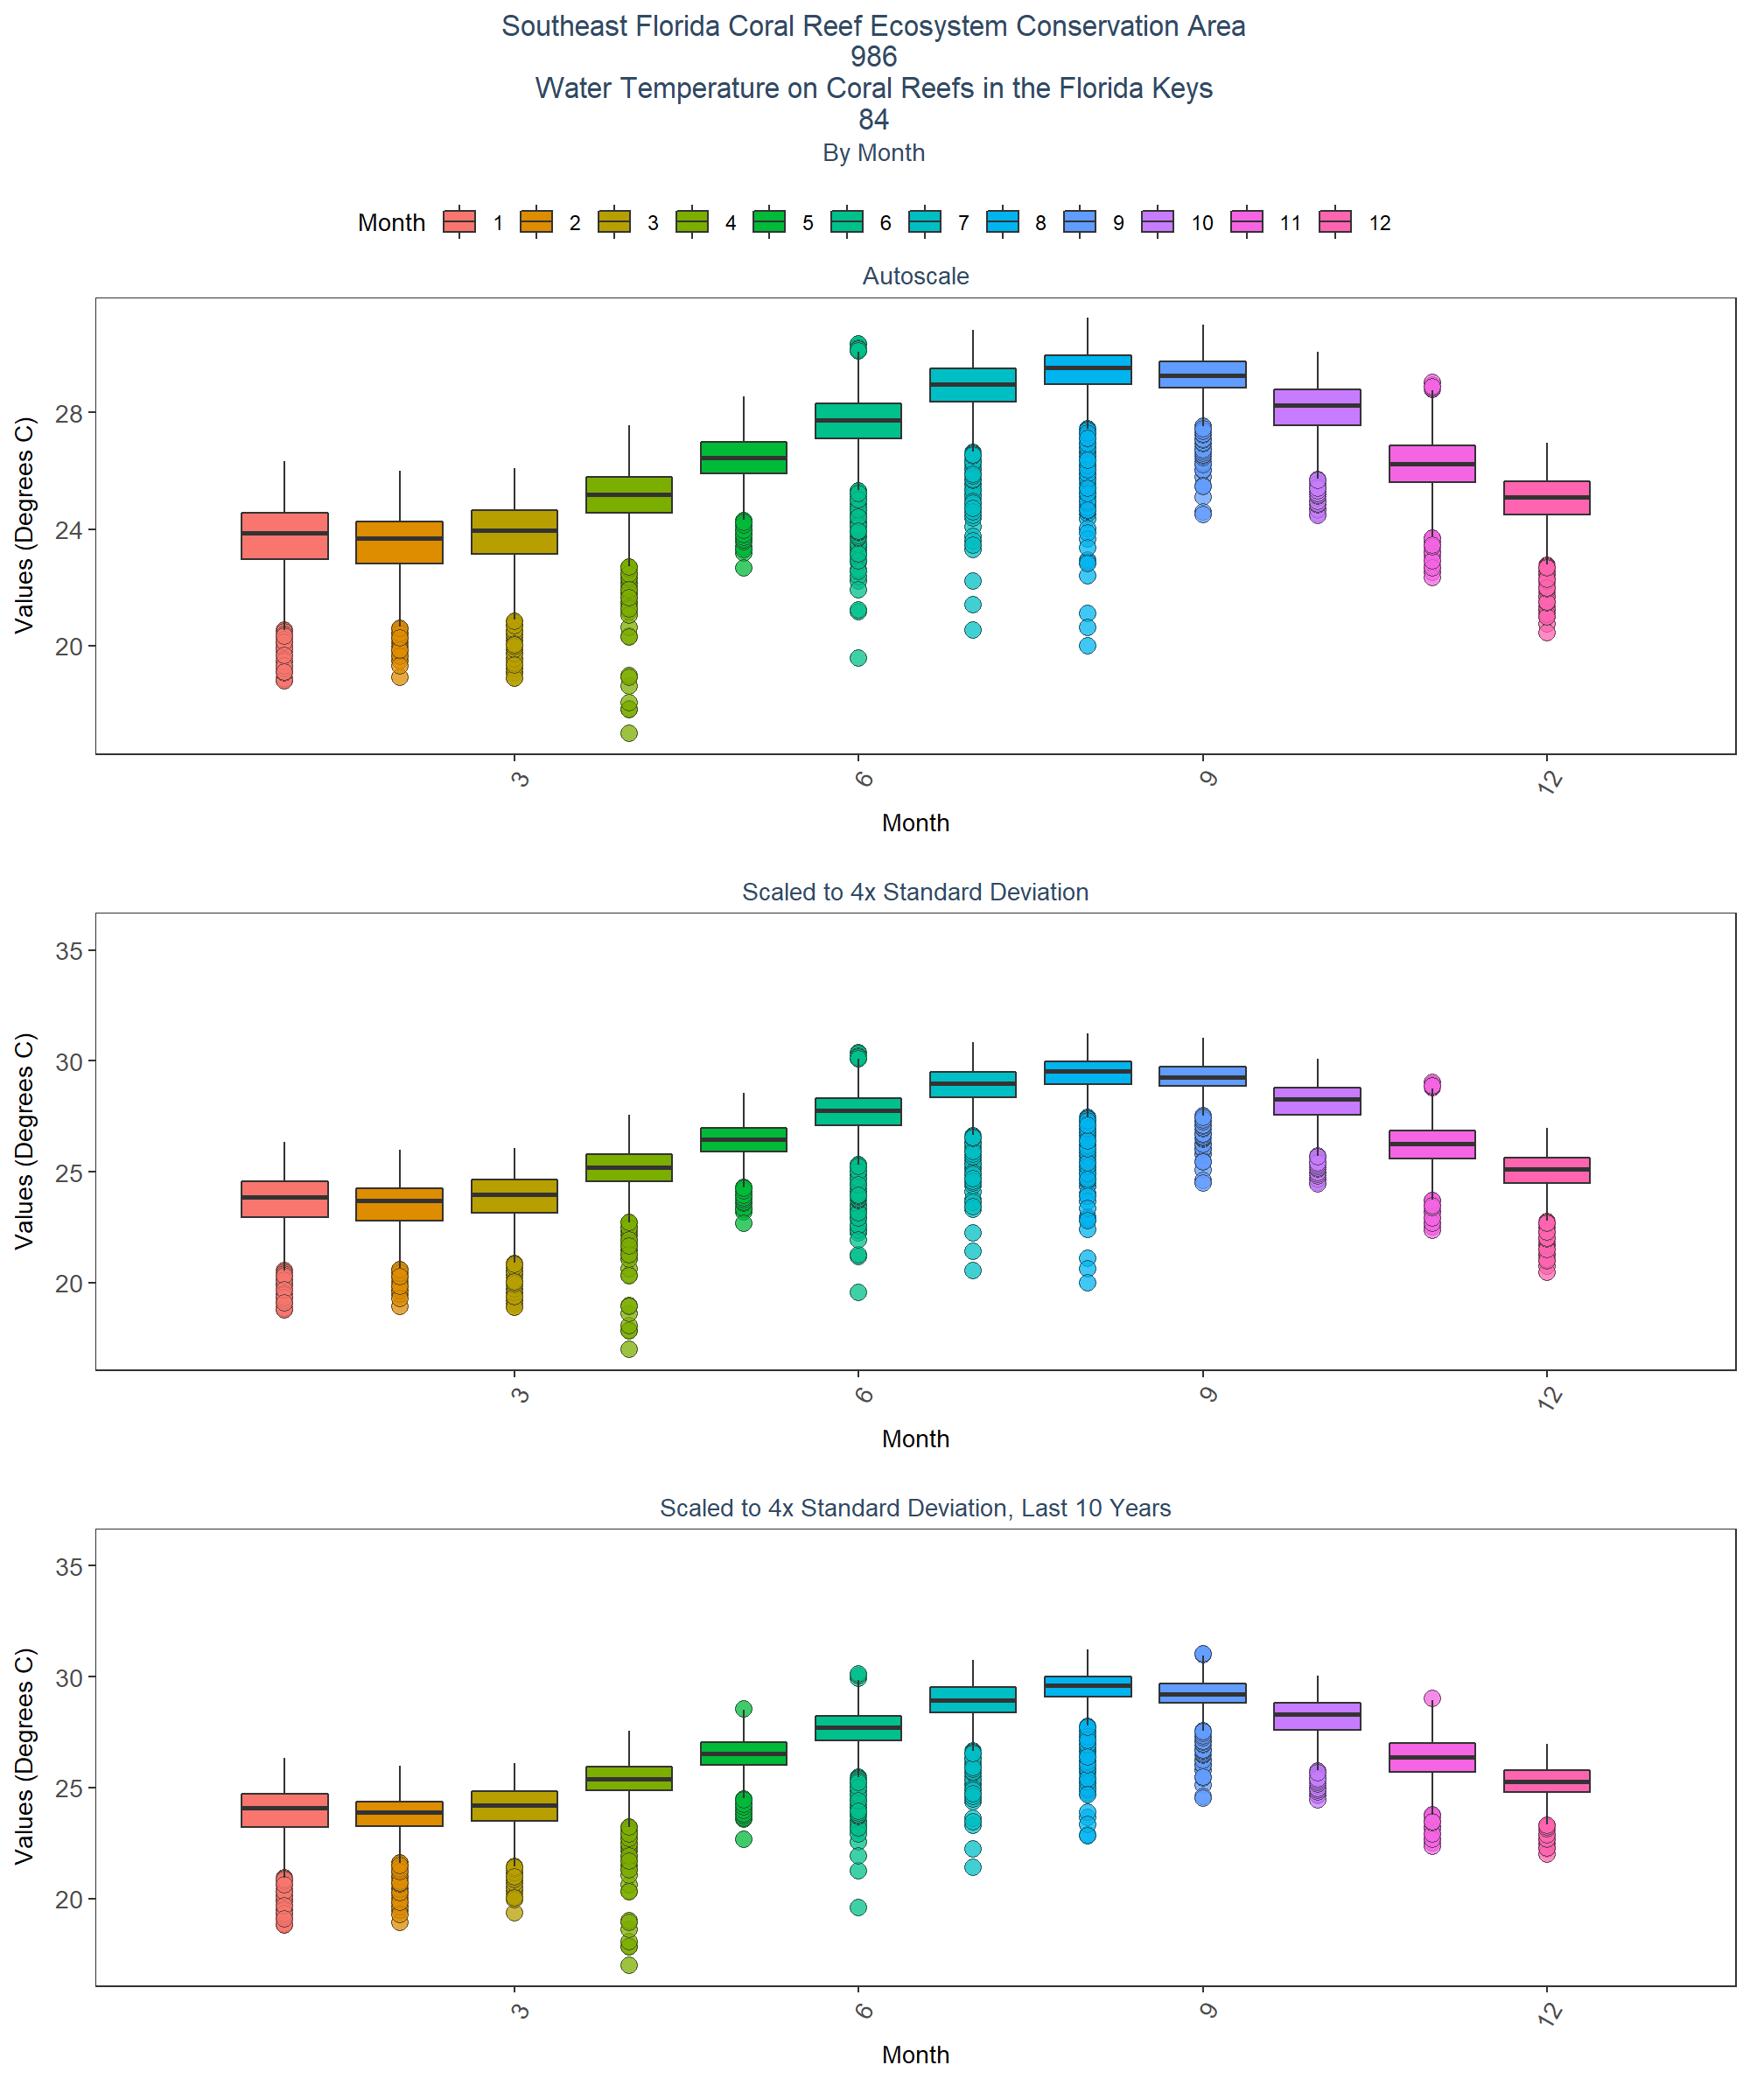 Southeast Florida Coral Reef Ecosystem Conservation Area
986
Water Temperature on Coral Reefs in the Florida Keys
84
By Month
Month 1 2 3 4 5 6 7 8 9 10 11 12
Autoscale
Values (Degrees C)
28
24
20
3 6 9 12
Month
Scaled to 4x Standard Deviation
Values (Degrees C)
35
30
25
20
3 6 9 12
Month
Scaled to 4x Standard Deviation, Last 10 Years
Values (Degrees C)
35
30
25
20
3 6 9 12
Month